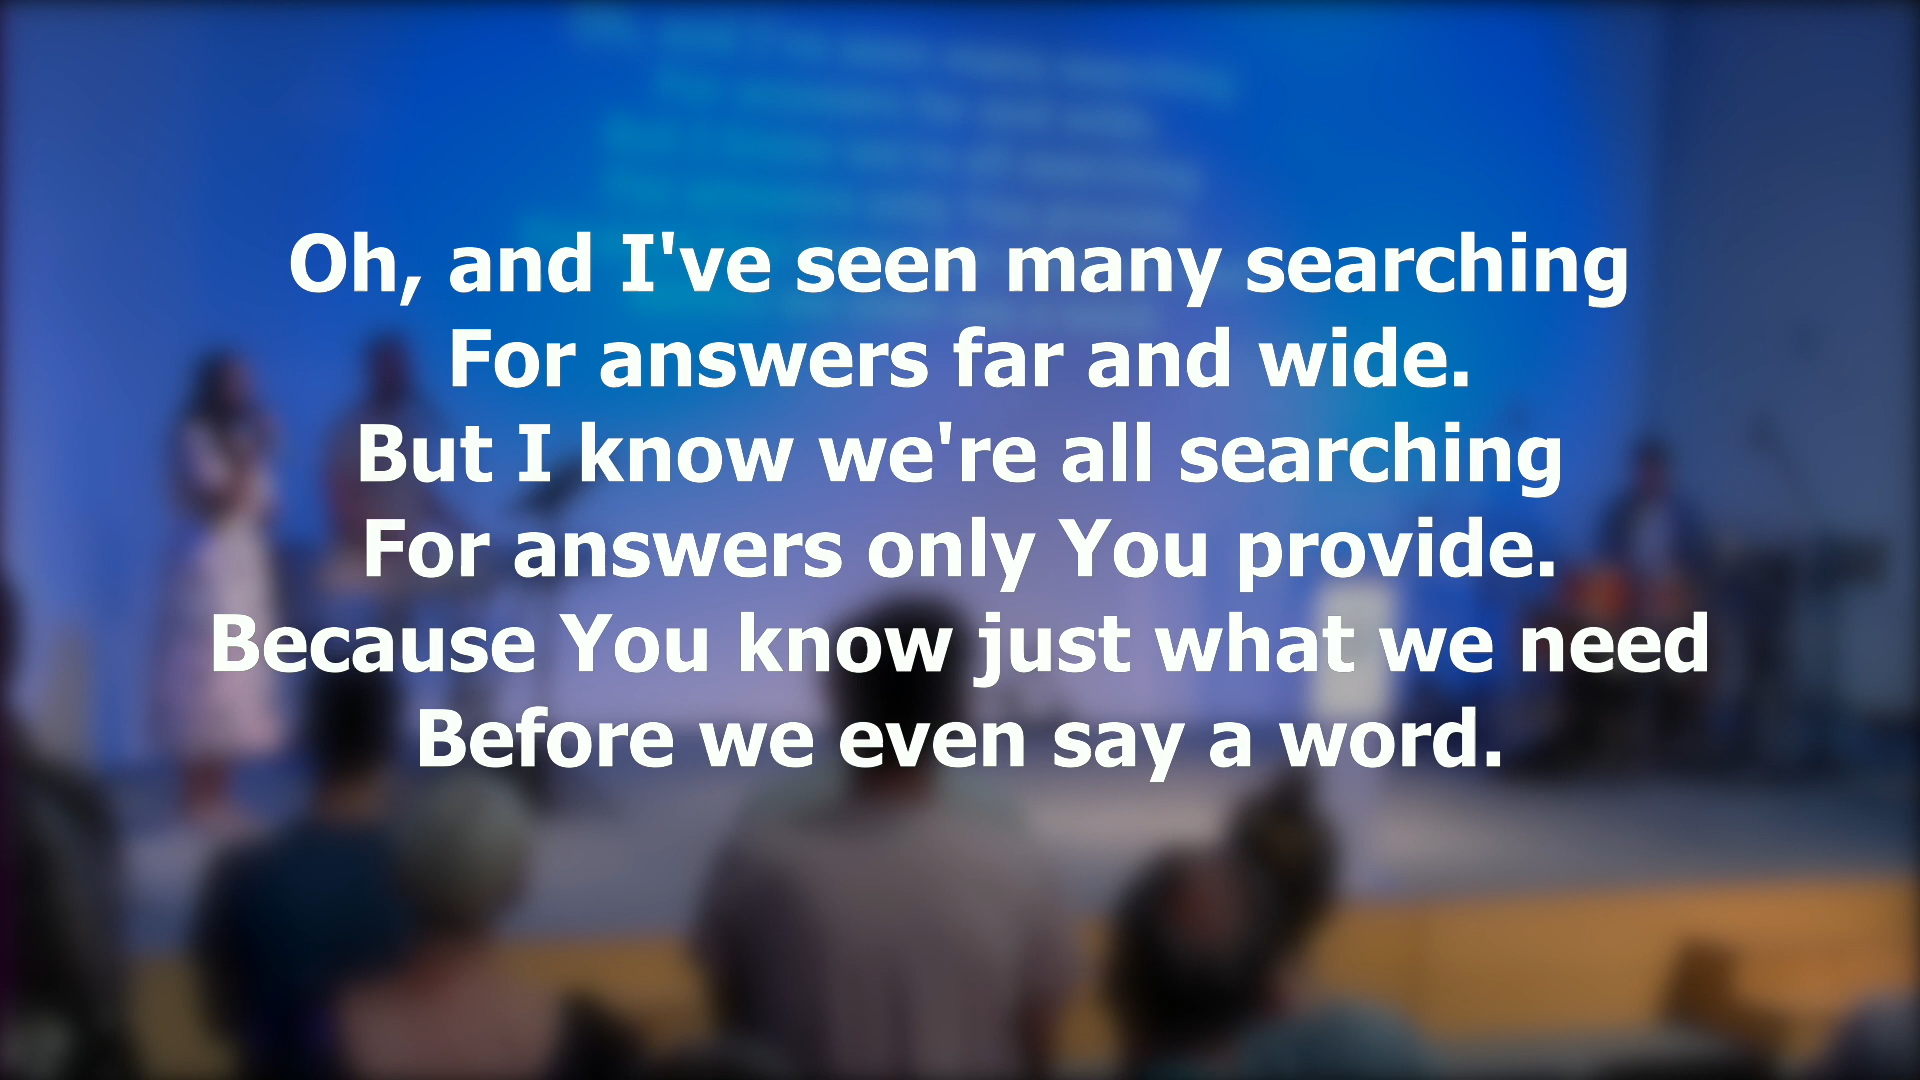 Oh, and I've seen many searching
For answers far and wide.
But I know we're all searching
For answers only You provide.
Because You know just what we need
Before we even say a word.